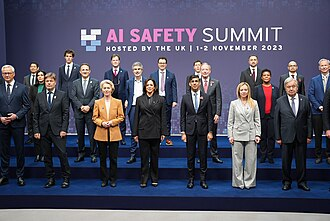 AI SAFETY SUMMIT
HOSTED BY THE UK | 1-2 NOVEMBER 2023